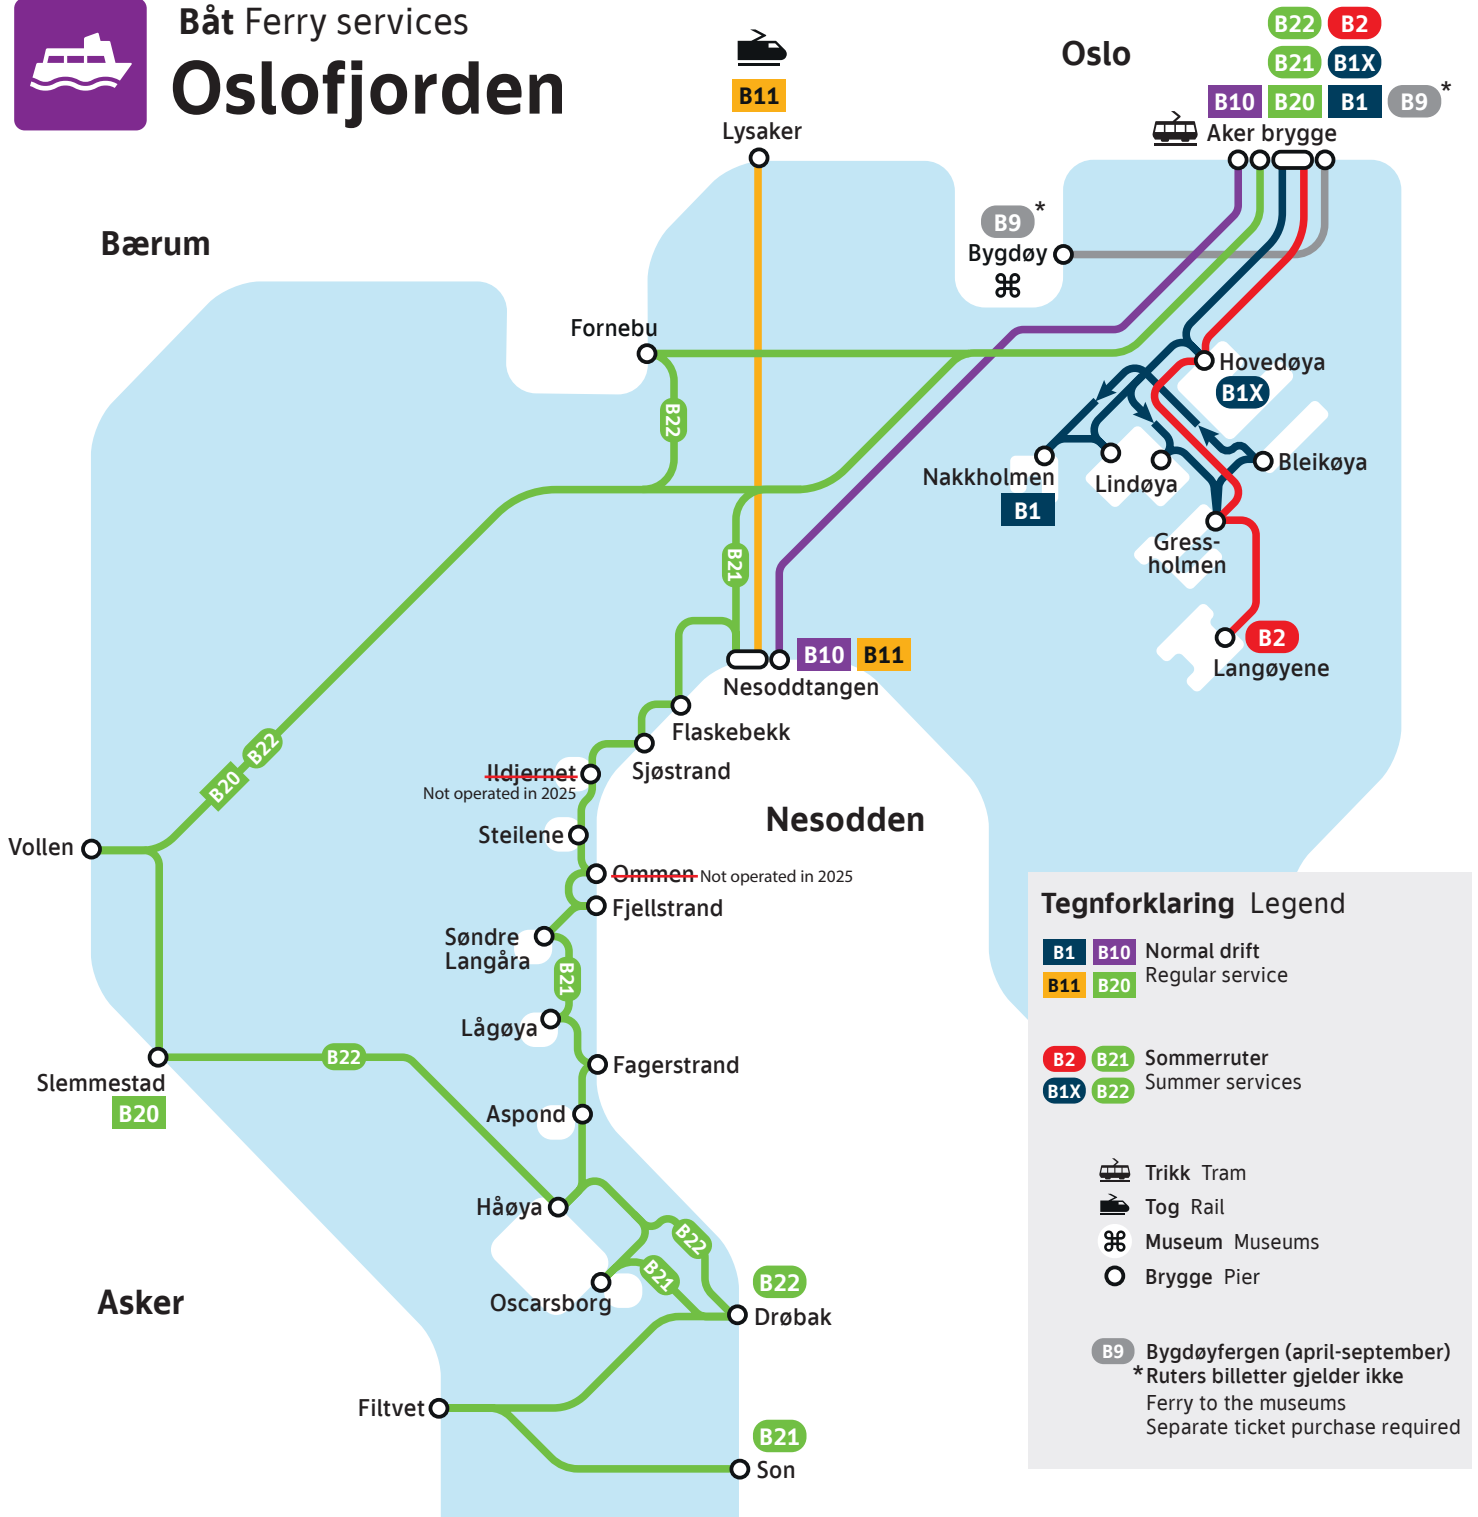 Båt Ferry services
Oslofjorden
B11
Lysaker
Oslo
B22 B2
B21 B1X
B10 B20 B1 B9 *
Aker brygge
Bærum
B9 *
Bygdøy
Fornebu
B22
Hovedøya
B1X
Nakkholmen
B1
Lindøya
Bleikøya
Gress-
holmen
B2
Langøyene
B21
B10 B11
Nesoddtangen
Flaskebekk
Sjøstrand
Ildjernet
Not operated in 2025
Nesodden
B20 B22
Steilene
Vollen
Ommen Not operated in 2025
Fjellstrand
Søndre
Langåra
B21
Lågøya
Fagerstrand
B22
Slemmestad
B20
Aspond
Håøya
B22
B21
Oscarsborg
B22
Drøbak
Asker
Filtvet
B21
Son
Tegnforklaring Legend
B1 B10 Normal drift
B11 B20 Regular service
B2 B21 Sommerruter
B1X B22 Summer services
Trikk Tram
Tog Rail
Museum Museums
Brygge Pier
B9 Bygdøyfergen (april-september)
*Ruters billetter gjelder ikke
Ferry to the museums
Separate ticket purchase required